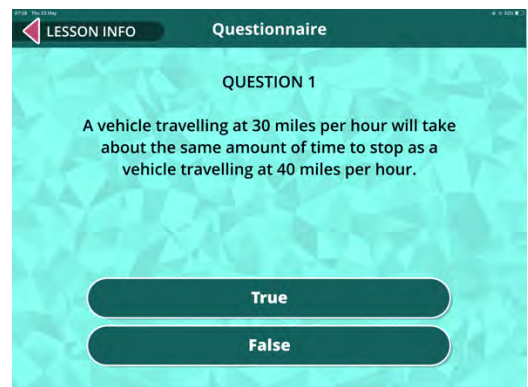 LESSON INFO
Questionnaire
QUESTION 1
A vehicle travelling at 30 miles per hour will take
about the same amount of time to stop as a
vehicle travelling at 40 miles per hour.
True
False